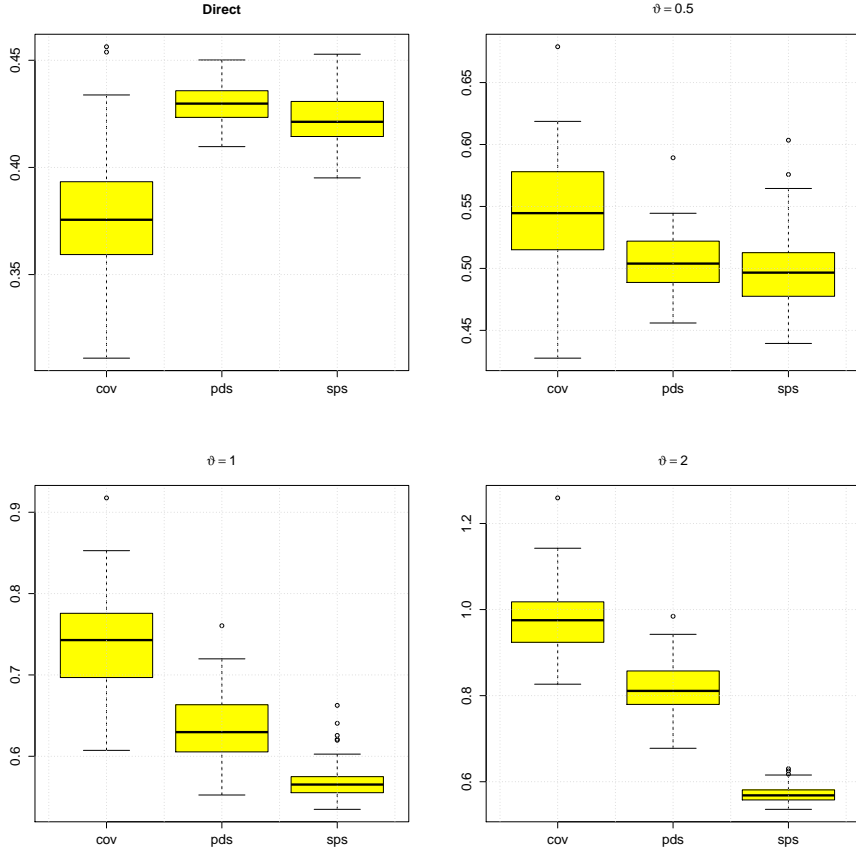 Direct
0.45
0.40
0.35
cov pds sps
ϑ = 0.5
0.65
0.60
0.55
0.50
0.45
cov pds sps
ϑ = 1
0.9
0.8
0.7
0.6
cov pds sps
ϑ = 2
1.2
1.0
0.8
0.6
cov pds sps